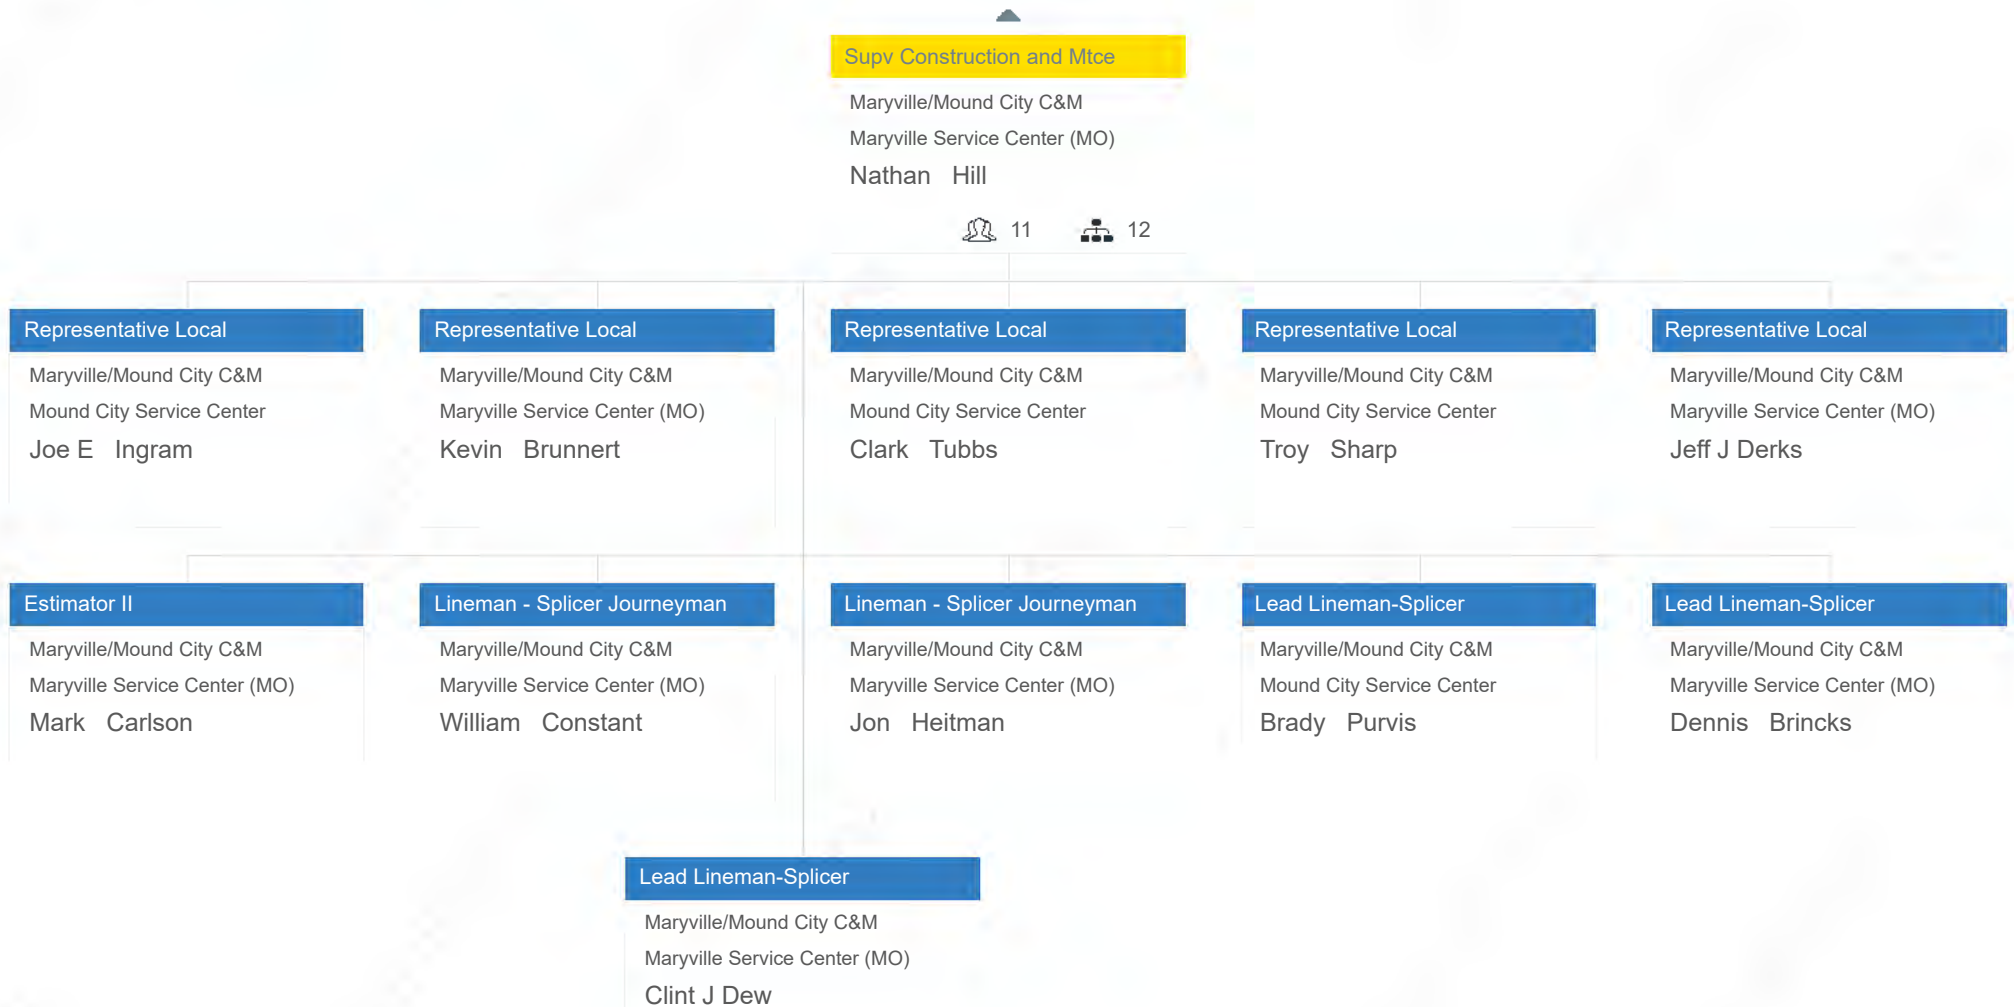 Supv Construction and Mtce
Maryville/Mound City C&M
Maryville Service Center (MO)
Nathan Hill
11 12
Representative Local
Maryville/Mound City C&M
Mound City Service Center
Joe E Ingram
Representative Local
Maryville/Mound City C&M
Maryville Service Center (MO)
Kevin Brunnert
Representative Local
Maryville/Mound City C&M
Mound City Service Center
Clark Tubbs
Representative Local
Maryville/Mound City C&M
Mound City Service Center
Troy Sharp
Representative Local
Maryville/Mound City C&M
Maryville Service Center (MO)
Jeff J Derks
Estimator II
Maryville/Mound City C&M
Maryville Service Center (MO)
Mark Carlson
Lineman - Splicer Journeyman
Maryville/Mound City C&M
Maryville Service Center (MO)
William Constant
Lineman - Splicer Journeyman
Maryville/Mound City C&M
Maryville Service Center (MO)
Jon Heitman
Lead Lineman-Splicer
Maryville/Mound City C&M
Mound City Service Center
Brady Purvis
Lead Lineman-Splicer
Maryville/Mound City C&M
Maryville Service Center (MO)
Dennis Brincks
Lead Lineman-Splicer
Maryville/Mound City C&M
Maryville Service Center (MO)
Clint J Dew